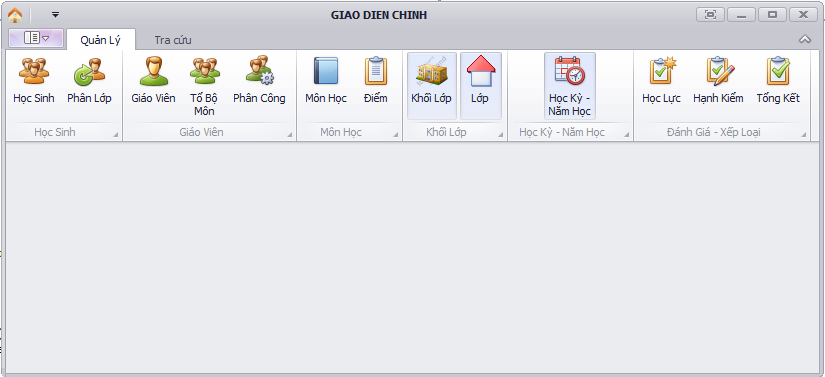 GIAO DIEN CHINH
Quản Lý Tra cứu
Học Sinh Phân Lớp Giáo Viên Tổ Bộ Môn Phân Công Môn Học Điểm Khối Lớp Lớp Học Kỳ - Năm Học Học Lực Hạnh Kiểm Tổng Kết
Học Sinh Giáo Viên Môn Học Khối Lớp Học Kỳ - Năm Học Đánh Giá - Xếp Loại